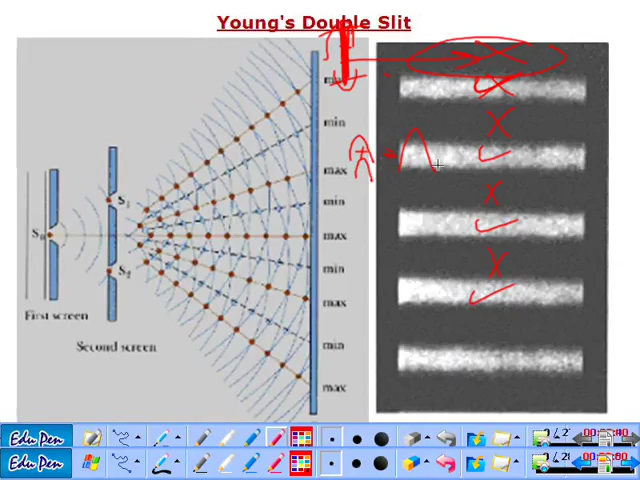 Young's Double Slit
max
min
max
min
max
min
max
min
max
S₁
S₀
S₂
First screen
Second screen
Edu Pen
Edu Pen